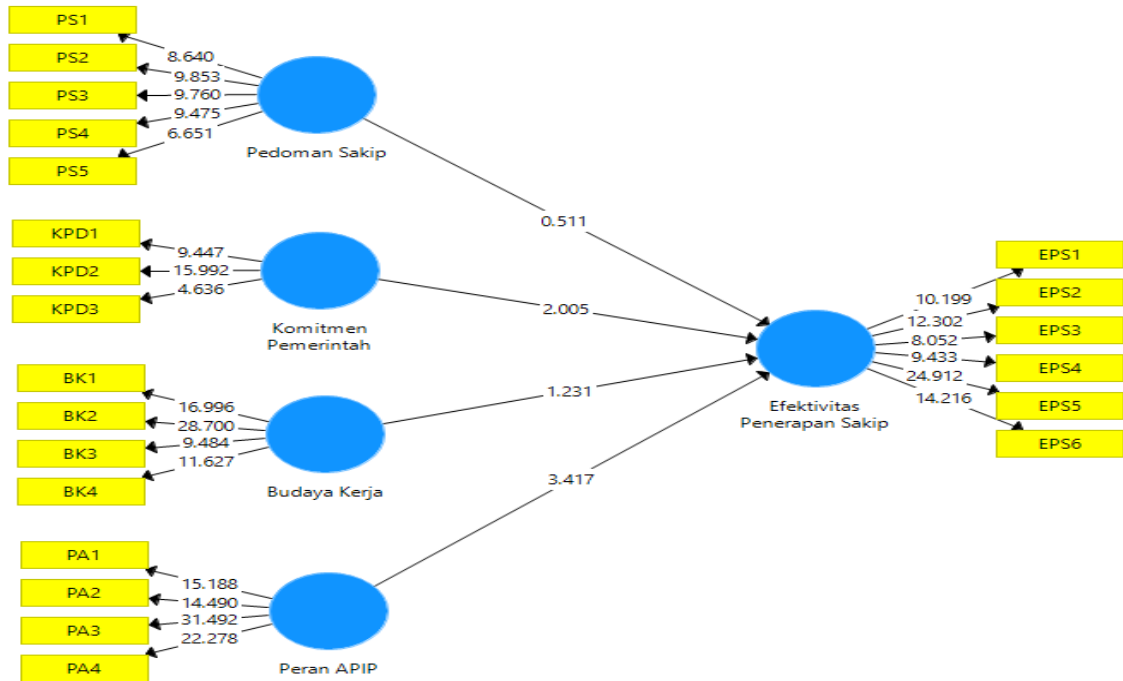 PS1
PS2
PS3
PS4
PS5
8.640
9.853
9.760
9.475
6.651
Pedoman Sakip
0.511
KPD1
KPD2
KPD3
9.447
15.992
4.636
Komitmen
Pemerintah
2.005
BK1
BK2
BK3
BK4
16.996
28.700
9.484
11.627
Budaya Kerja
1.231
PA1
PA2
PA3
PA4
15.188
14.490
31.492
22.278
Peran APIP
3.417
Efektivitas
Penerapan Sakip
10.199
12.302
8.052
9.433
24.912
14.216
EPS1
EPS2
EPS3
EPS4
EPS5
EPS6